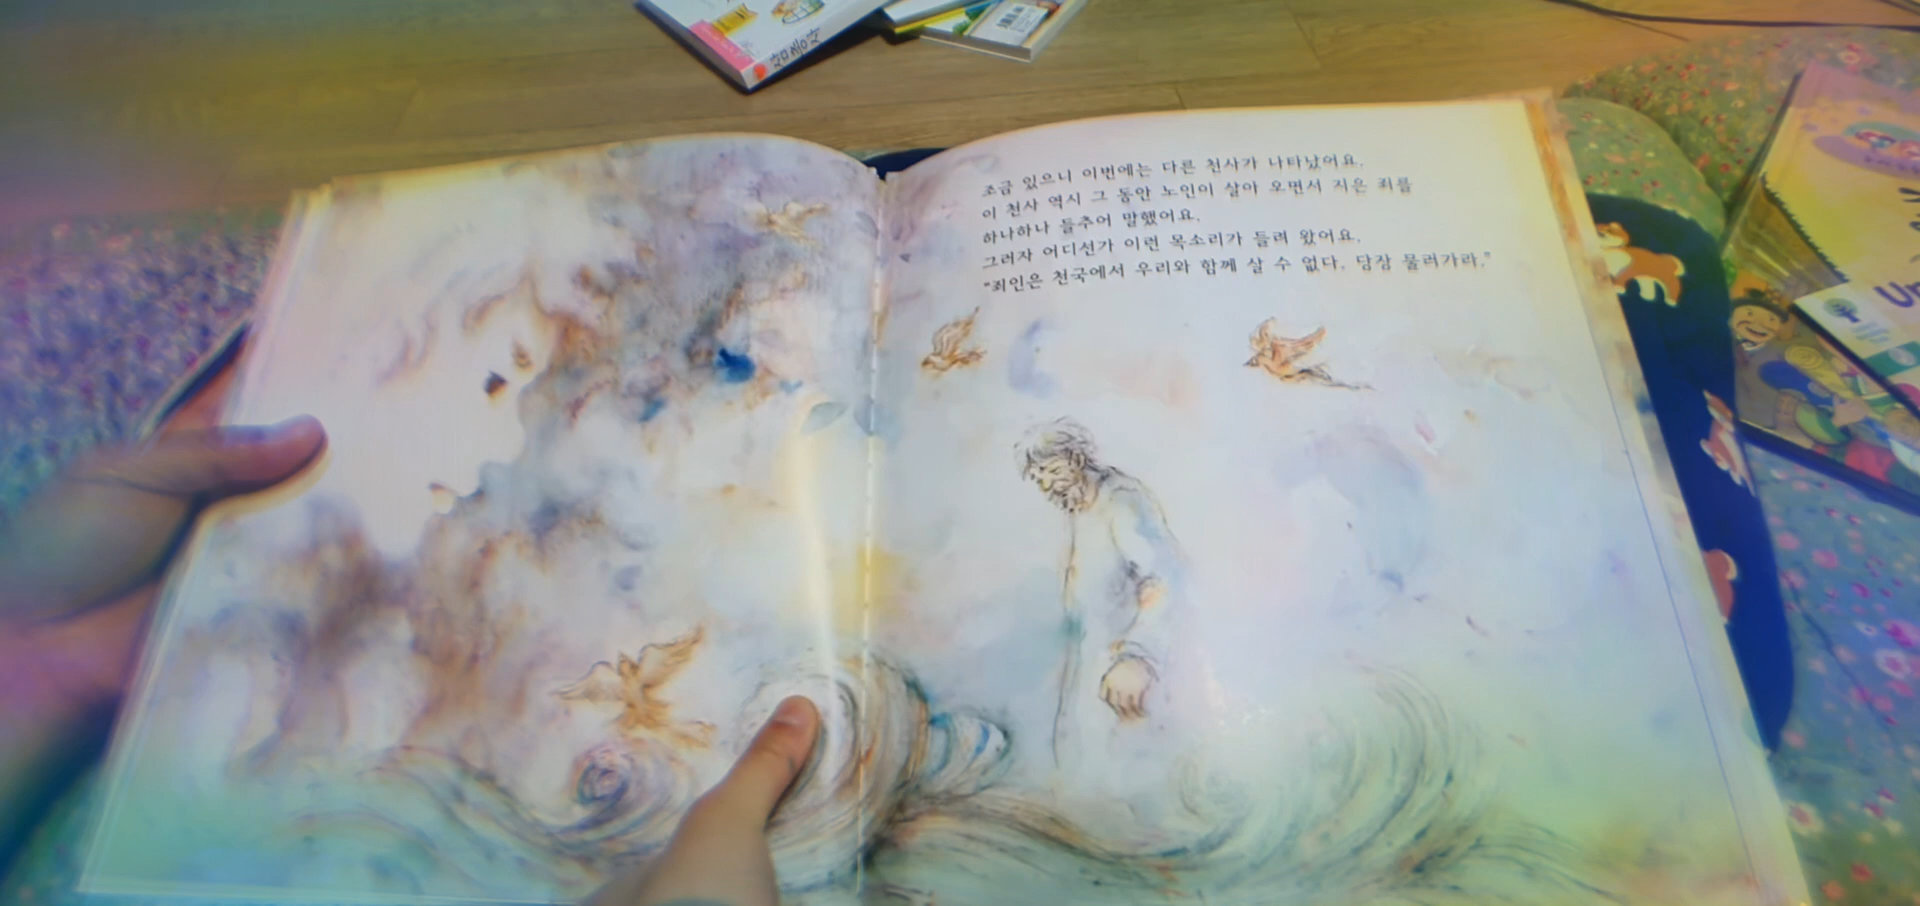 조금 있으니 이번에는 다른 천사가 나타났어요.
이 천사 역시 그 동안 노인이 살아 오면서 지은 죄를
하나하나 들추어 말했어요.
그러자 어디선가 이런 목소리가 들려 왔어요.
"죄인은 천국에서 우리와 함께 살 수 없다. 당장 물러가라."